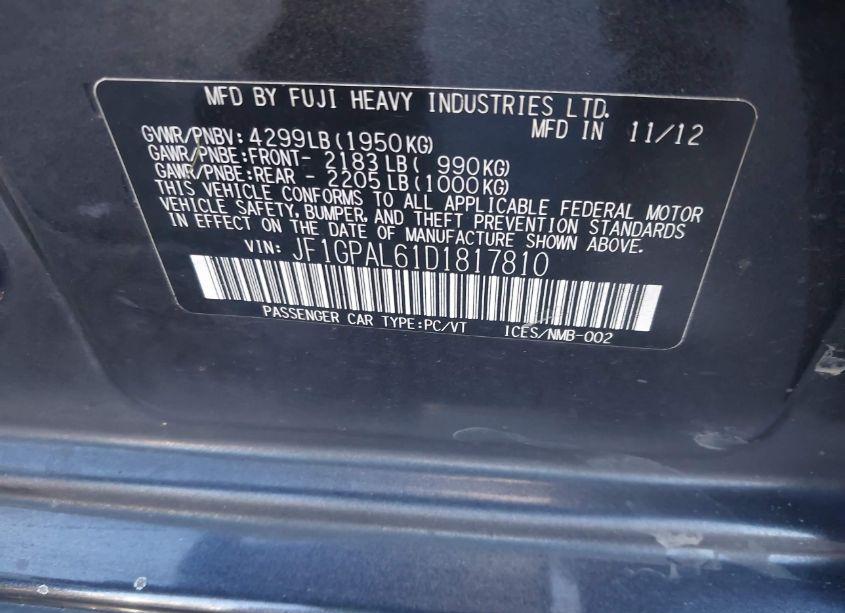 MFD BY FUJI HEAVY INDUSTRIES LTD.
MFD IN 11/12
GVWR/PNBV: 4299LB(1950KG)
GAWR/PNBE:FRONT- 2183LB( 990KG)
GAWR/PNBE:REAR - 2205LB(1000KG)
THIS VEHICLE CONFORMS TO ALL APPLICABLE FEDERAL MOTOR
VEHICLE SAFETY, BUMPER, AND THEFT PREVENTION STANDARDS
IN EFFECT ON THE DATE OF MANUFACTURE SHOWN ABOVE.
VIN: JF1GPAL61D1817810
PASSENGER CAR TYPE:PC/VT ICES/NMB-002